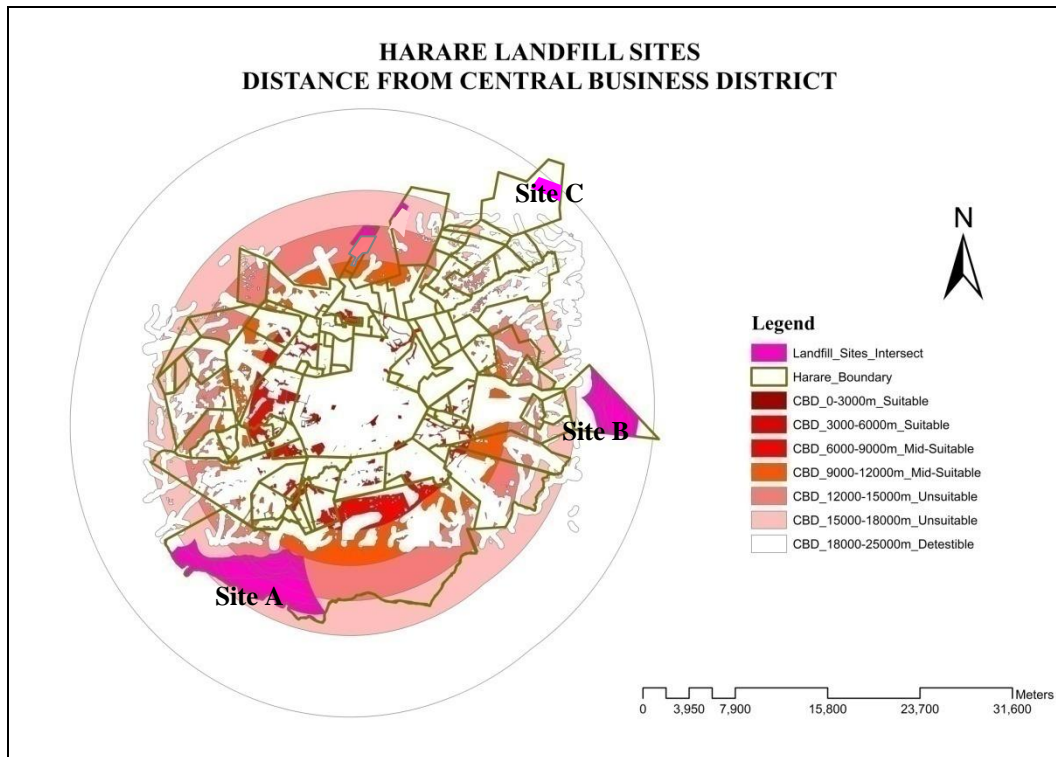 HARARE LANDFILL SITES
DISTANCE FROM CENTRAL BUSINESS DISTRICT
Site C
N
Site B
Site A
Legend
Landfill_Sites_Intersect
Harare_Boundary
CBD_0-3000m_Suitable
CBD_3000-6000m_Suitable
CBD_6000-9000m_Mid-Suitable
CBD_9000-12000m_Mid-Suitable
CBD_12000-15000m_Unsuitable
CBD_15000-18000m_Unsuitable
CBD_18000-25000m_Detestible
Meters
0 3,950 7,900 15,800 23,700 31,600